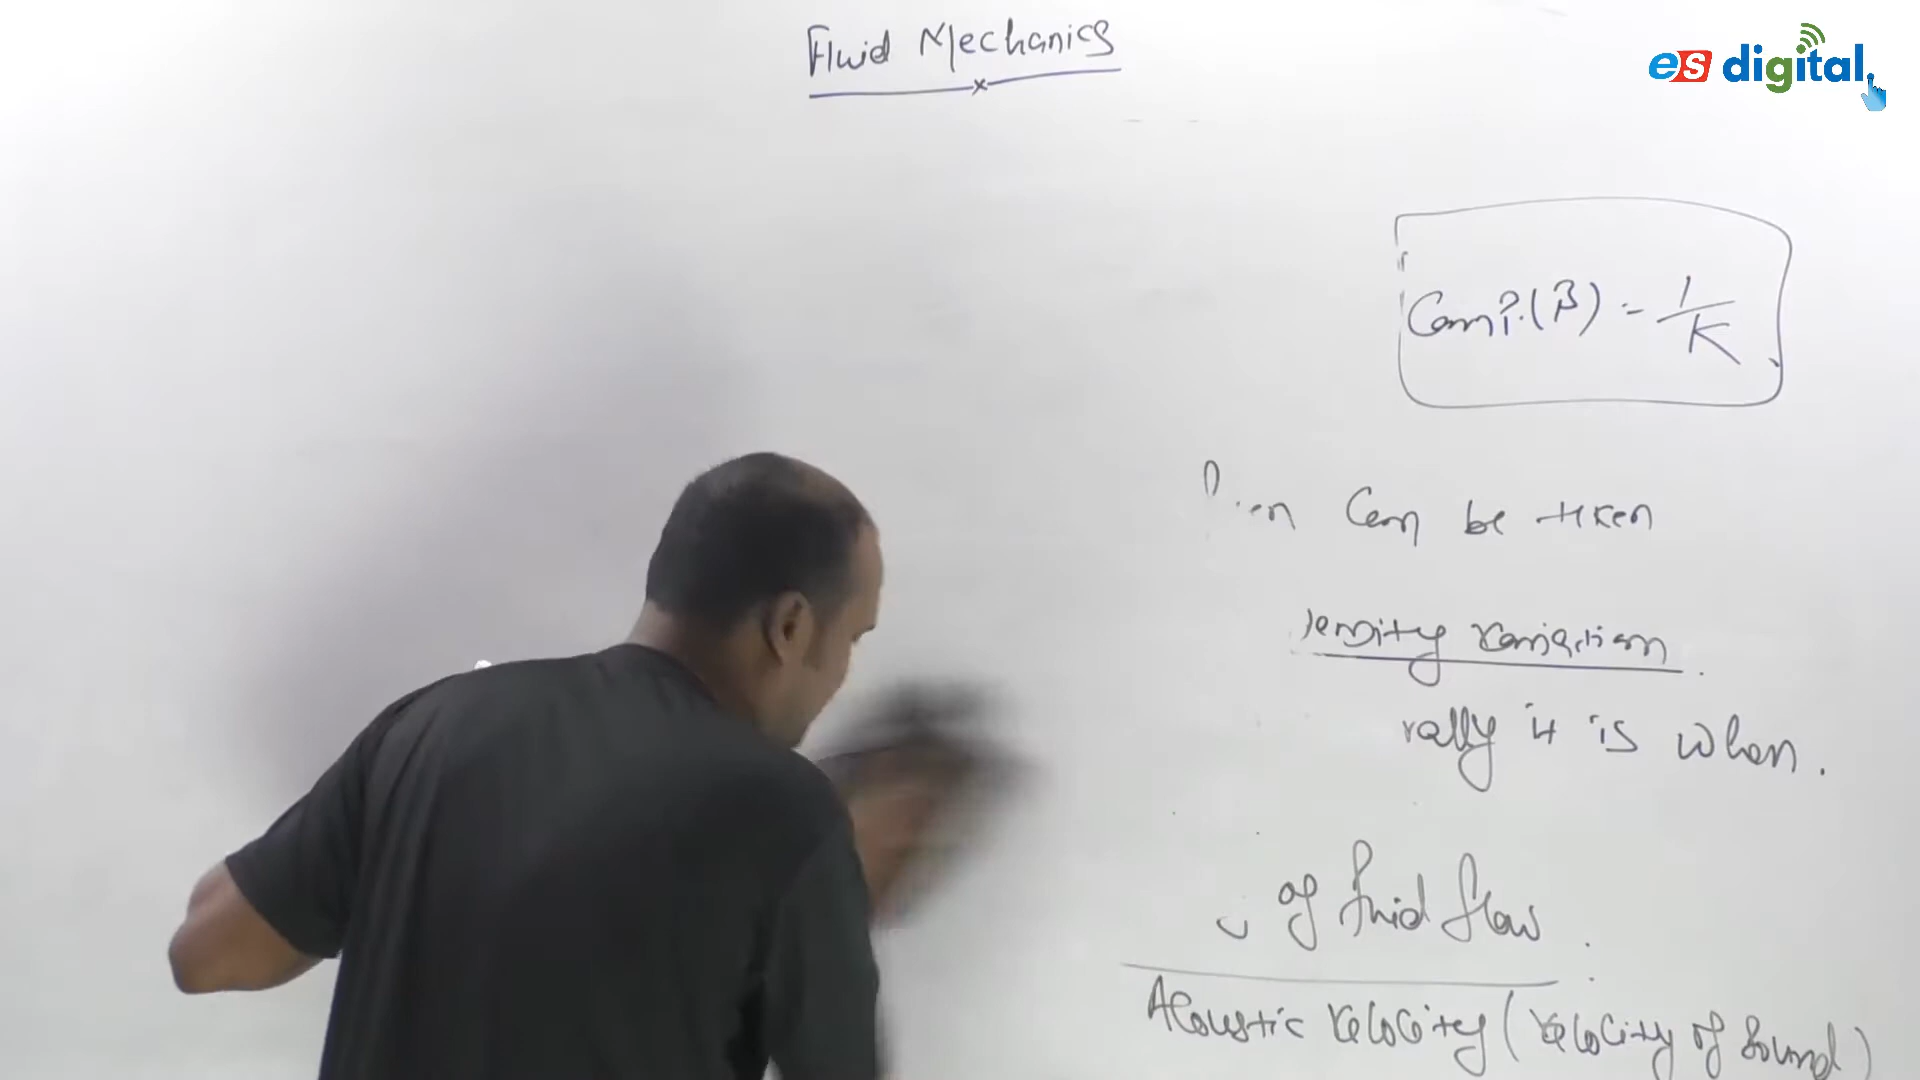 Fluid Mechanics
es digital
Comp.(β) = 1/K
can be taken
density variation.
rally it is when.
of fluid flow.
Acoustic velocity (velocity of sound)